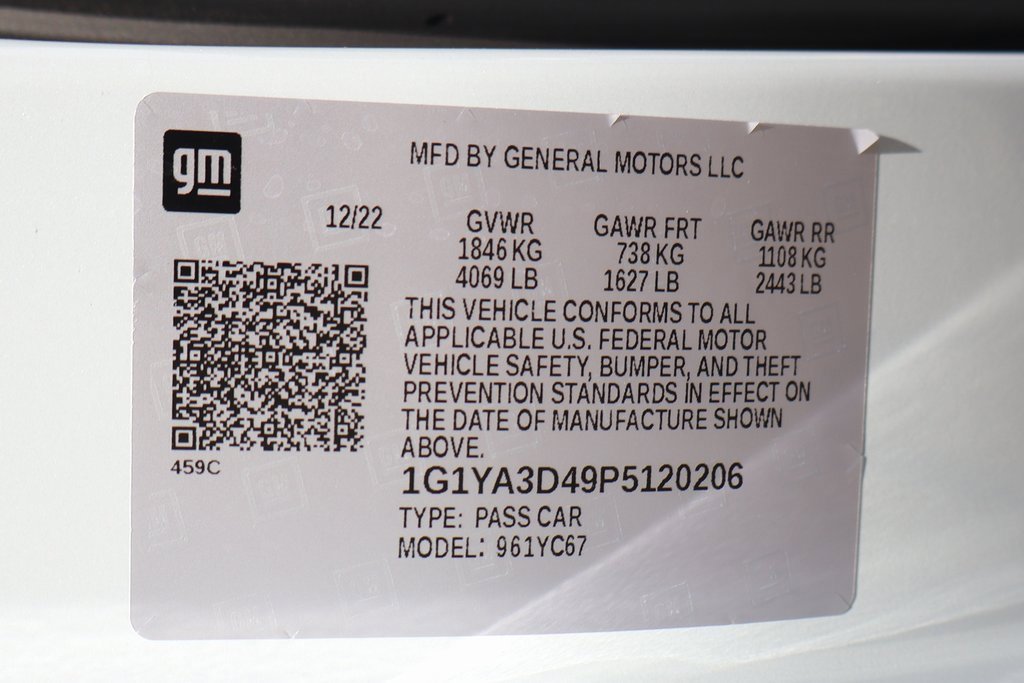 gm
MFD BY GENERAL MOTORS LLC
12/22
GVWR GAWR FRT GAWR RR
1846 KG 738 KG 1108 KG
4069 LB 1627 LB 2443 LB
THIS VEHICLE CONFORMS TO ALL
APPLICABLE U.S. FEDERAL MOTOR
VEHICLE SAFETY, BUMPER, AND THEFT
PREVENTION STANDARDS IN EFFECT ON
THE DATE OF MANUFACTURE SHOWN
ABOVE.
459C
1G1YA3D49P5120206
TYPE: PASS CAR
MODEL: 961YC67